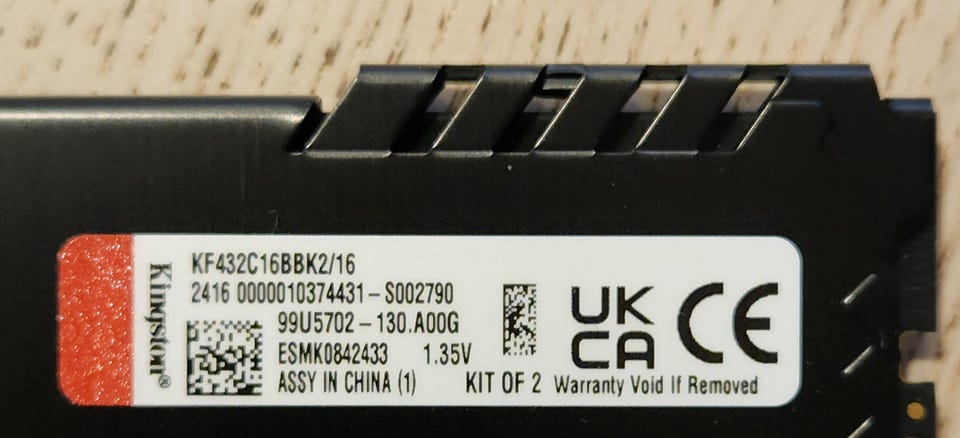 Kingston®
KF432C16BBK2/16
2416 0000010374431-S002790
99U5702-130.A00G
ESMK0842433 1.35V
ASSY IN CHINA (1) KIT OF 2 Warranty Void If Removed
UK
CA
CE